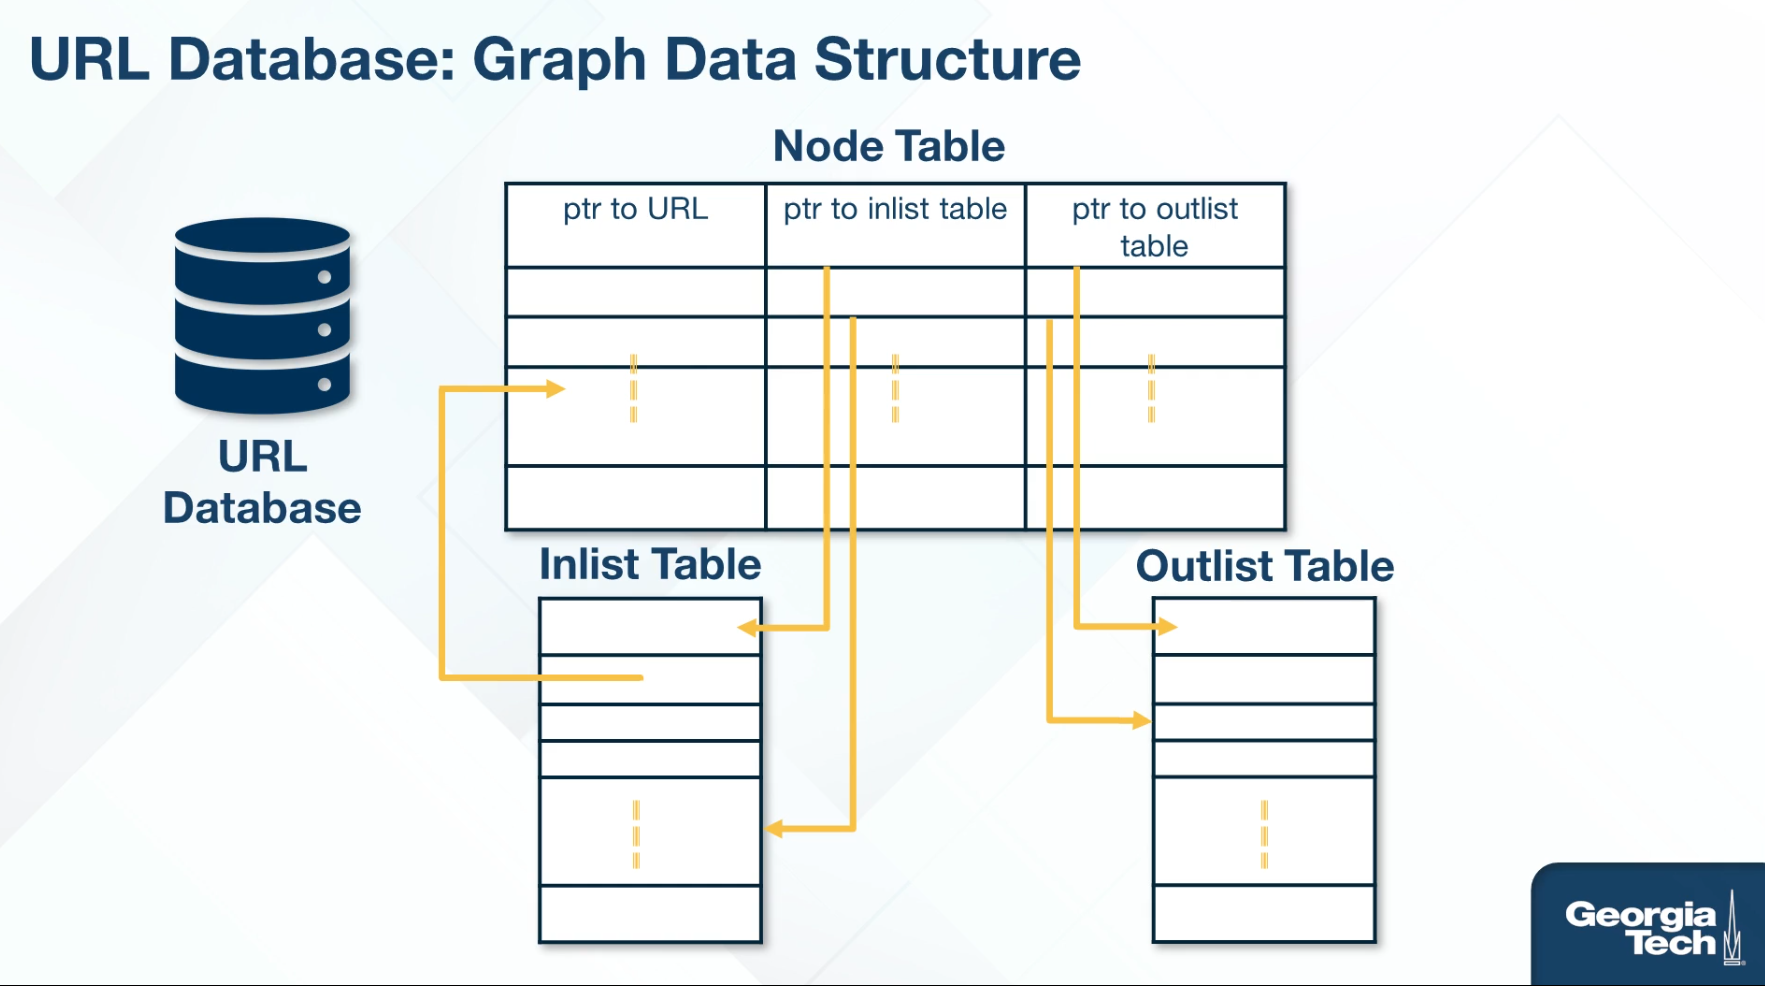 URL Database: Graph Data Structure
Node Table
ptr to URL
ptr to inlist table
ptr to outlist
table
URL
Database
Inlist Table
Outlist Table
Georgia
Tech